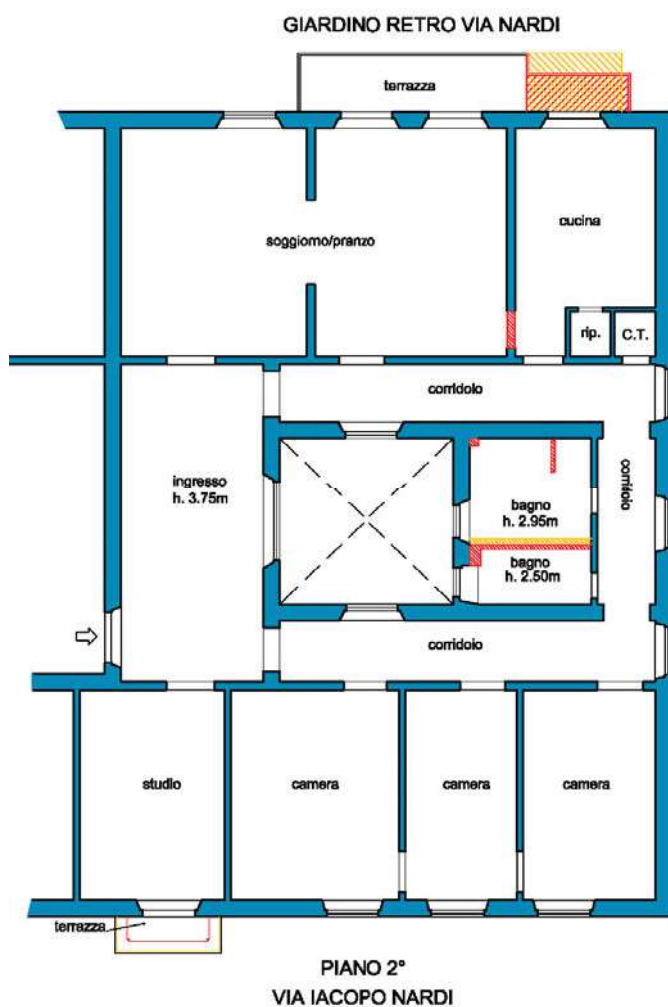 GIARDINO RETRO VIA NARDI
terrazza
soggiorno/pranzo
cucina
rip.
C.T.
corridoio
ingresso
h. 3.75m
corridoio
bagno
h. 2.95m
bagno
h. 2.50m
corridoio
studio
camera
camera
camera
terrazza
PIANO 2°
VIA IACOPO NARDI